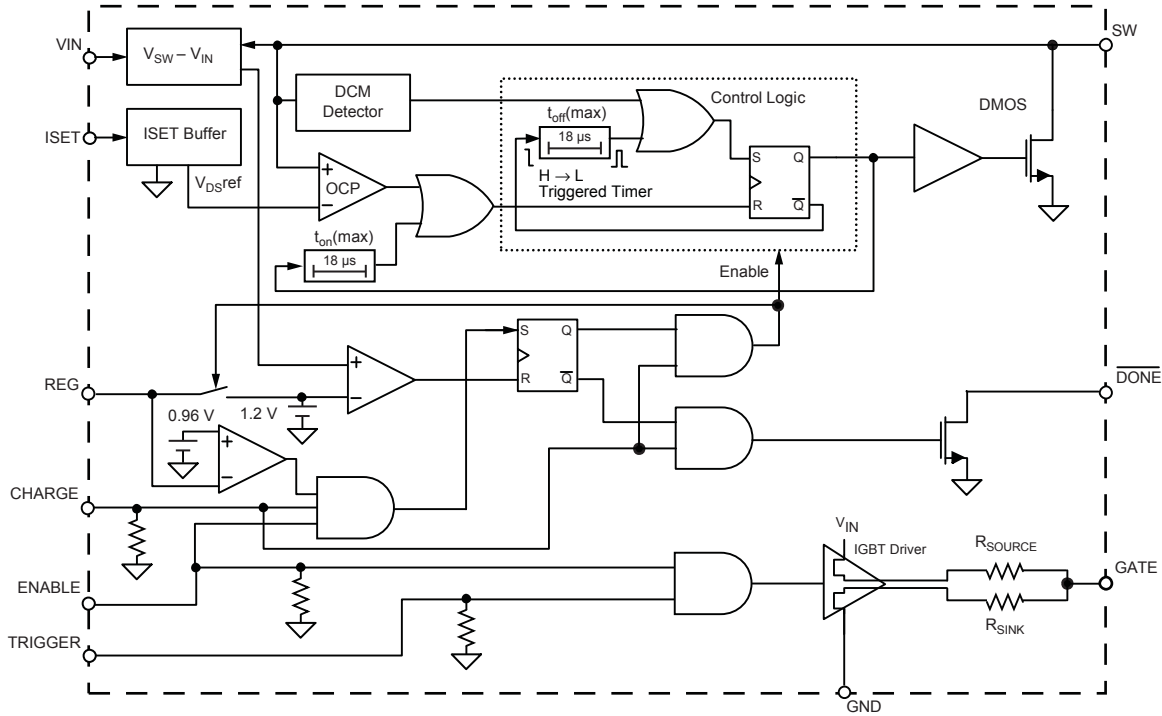 SW
VIN
V_SW – V_IN
DCM
Detector
Control Logic
t_off(max)
18 µs
DMOS
ISET
ISET Buffer
V_DSref
+
OCP
–
H → L
Triggered Timer
S
Q
R
Q̅
t_on(max)
18 µs
Enable
S
Q
R
Q̅
+
–
REG
0.96 V
1.2 V
D̅O̅N̅E̅
+
–
CHARGE
V_IN
IGBT Driver
R_SOURCE
GATE
ENABLE
R_SINK
TRIGGER
GND